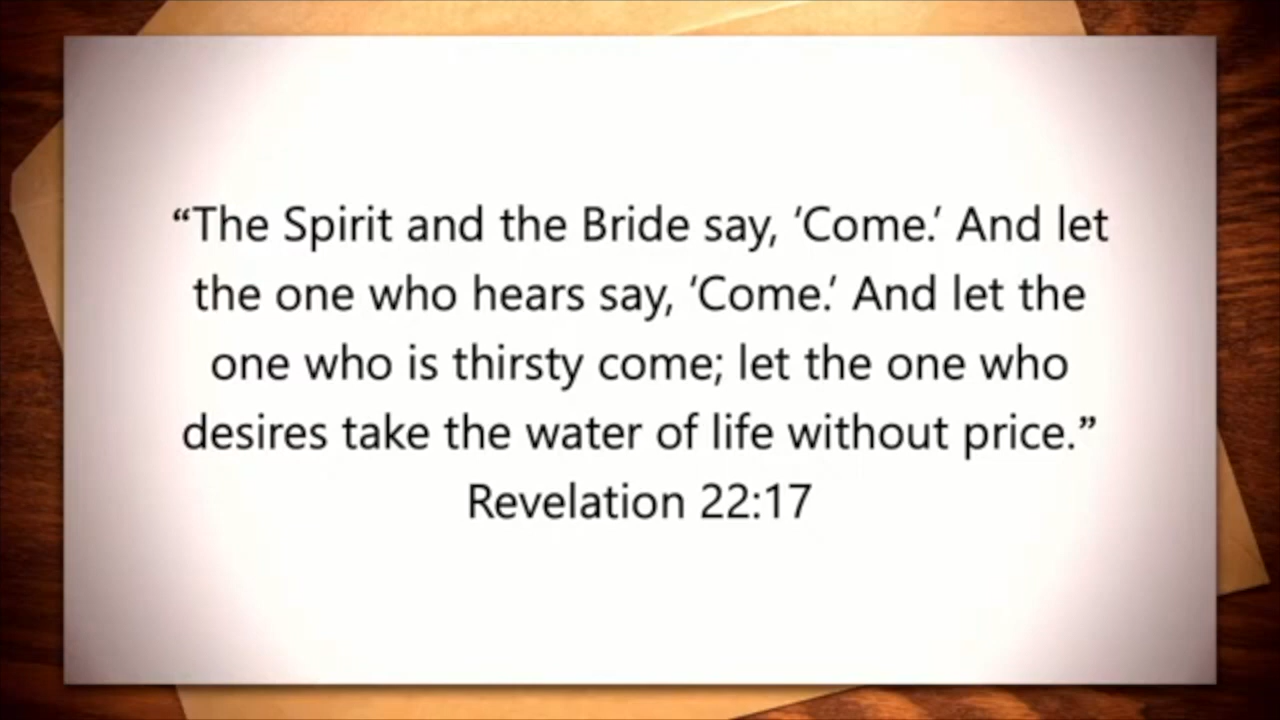 “The Spirit and the Bride say, ‘Come.’ And let
the one who hears say, ‘Come.’ And let the
one who is thirsty come; let the one who
desires take the water of life without price.”
Revelation 22:17